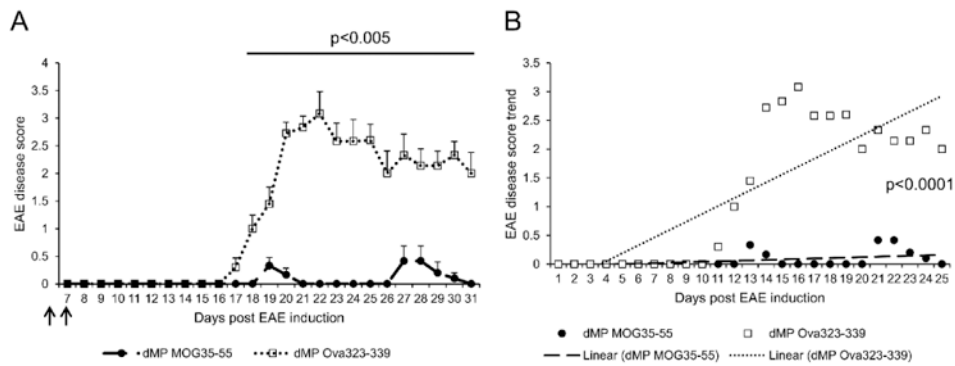 A
p<0.005
EAE disease score
4
3.5
3
2.5
2
1.5
1
0.5
0
7 8 9 10 11 12 13 14 15 16 17 18 19 20 21 22 23 24 25 26 27 28 29 30 31
Days post EAE induction
dMP MOG35-55 dMP Ova323-339
B
EAE disease score trend
3.5
3
2.5
2
1.5
1
0.5
0
p<0.0001
1 2 3 4 5 6 7 8 9 10 11 12 13 14 15 16 17 18 19 20 21 22 23 24 25
Days post EAE induction
dMP MOG35-55 dMP Ova323-339
Linear (dMP MOG35-55) Linear (dMP Ova323-339)